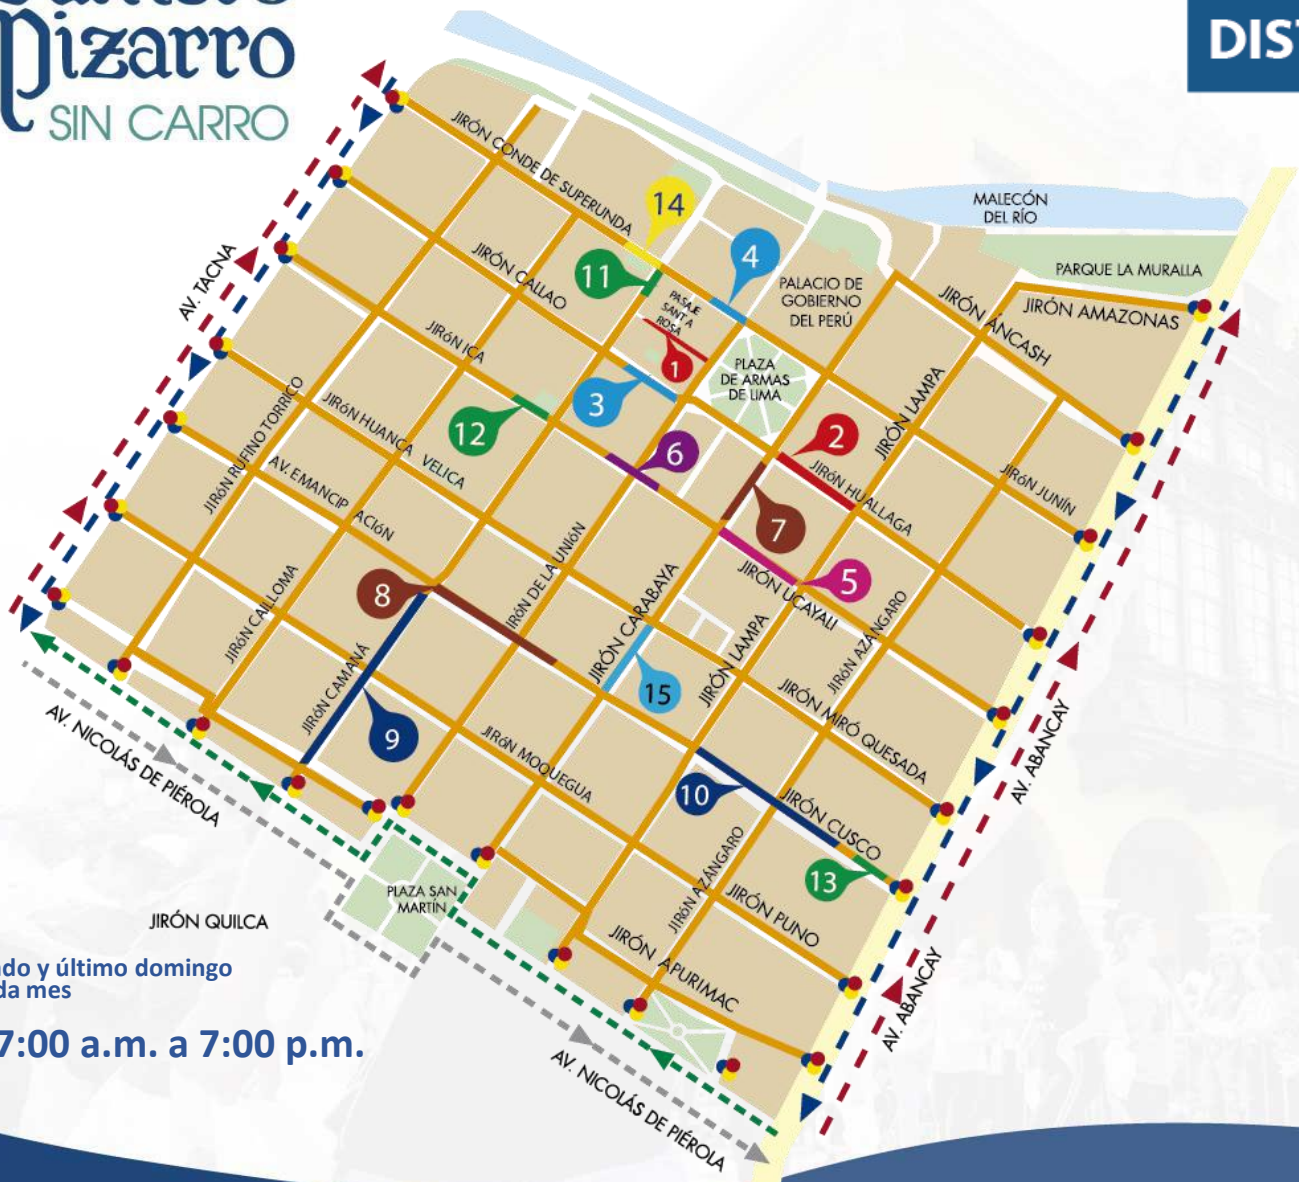 Pizarro
SIN CARRO
DIS
JIRÓN CONDE DE SUPERUNDA
14
4
11
MALECÓN
DEL RÍO
PARQUE LA MURALLA
PALACIO DE
GOBIERNO
DEL PERÚ
PASAJE
SANT A
ROSA
JIRÓN CALLAO
AV. TACNA
JIRÓN ÁNCASH
JIRÓN AMAZONAS
JIRóN ICA
1
PLAZA
DE ARMAS
DE LIMA
3
12
JIRÓN LAMPA
2
6
JIRóN RUFINO TORRICO
JIRóN HUANCA VELICA
JIRóN HUALLAGA
JIRóN JUNÍN
AV. EMANCIP ACIóN
7
5
JIRÓN UCAYALI
JIRóN DE LA UNIóN
8
JIRóN CAILLOMA
JIRÓN CARABAYA
JIRÓN LAMPA
JIRóN AZÁNGARO
15
JIRóN CAMANÁ
9
JIRÓN MIRÓ QUESADA
AV. NICOLÁS DE PIÉROLA
JIRóN MOQUEGUA
10
JIRÓN CUSCO
AV. ABANCAY
13
JIRóN AZÁNGARO
JIRÓN PUNO
PLAZA SAN
MARTÍN
JIRÓN QUILCA
JIRÓN APURIMAC
AV. ABANCAY
y último domingo
mes
7:00 a.m. a 7:00 p.m.
AV. NICOLÁS DE PIÉROLA